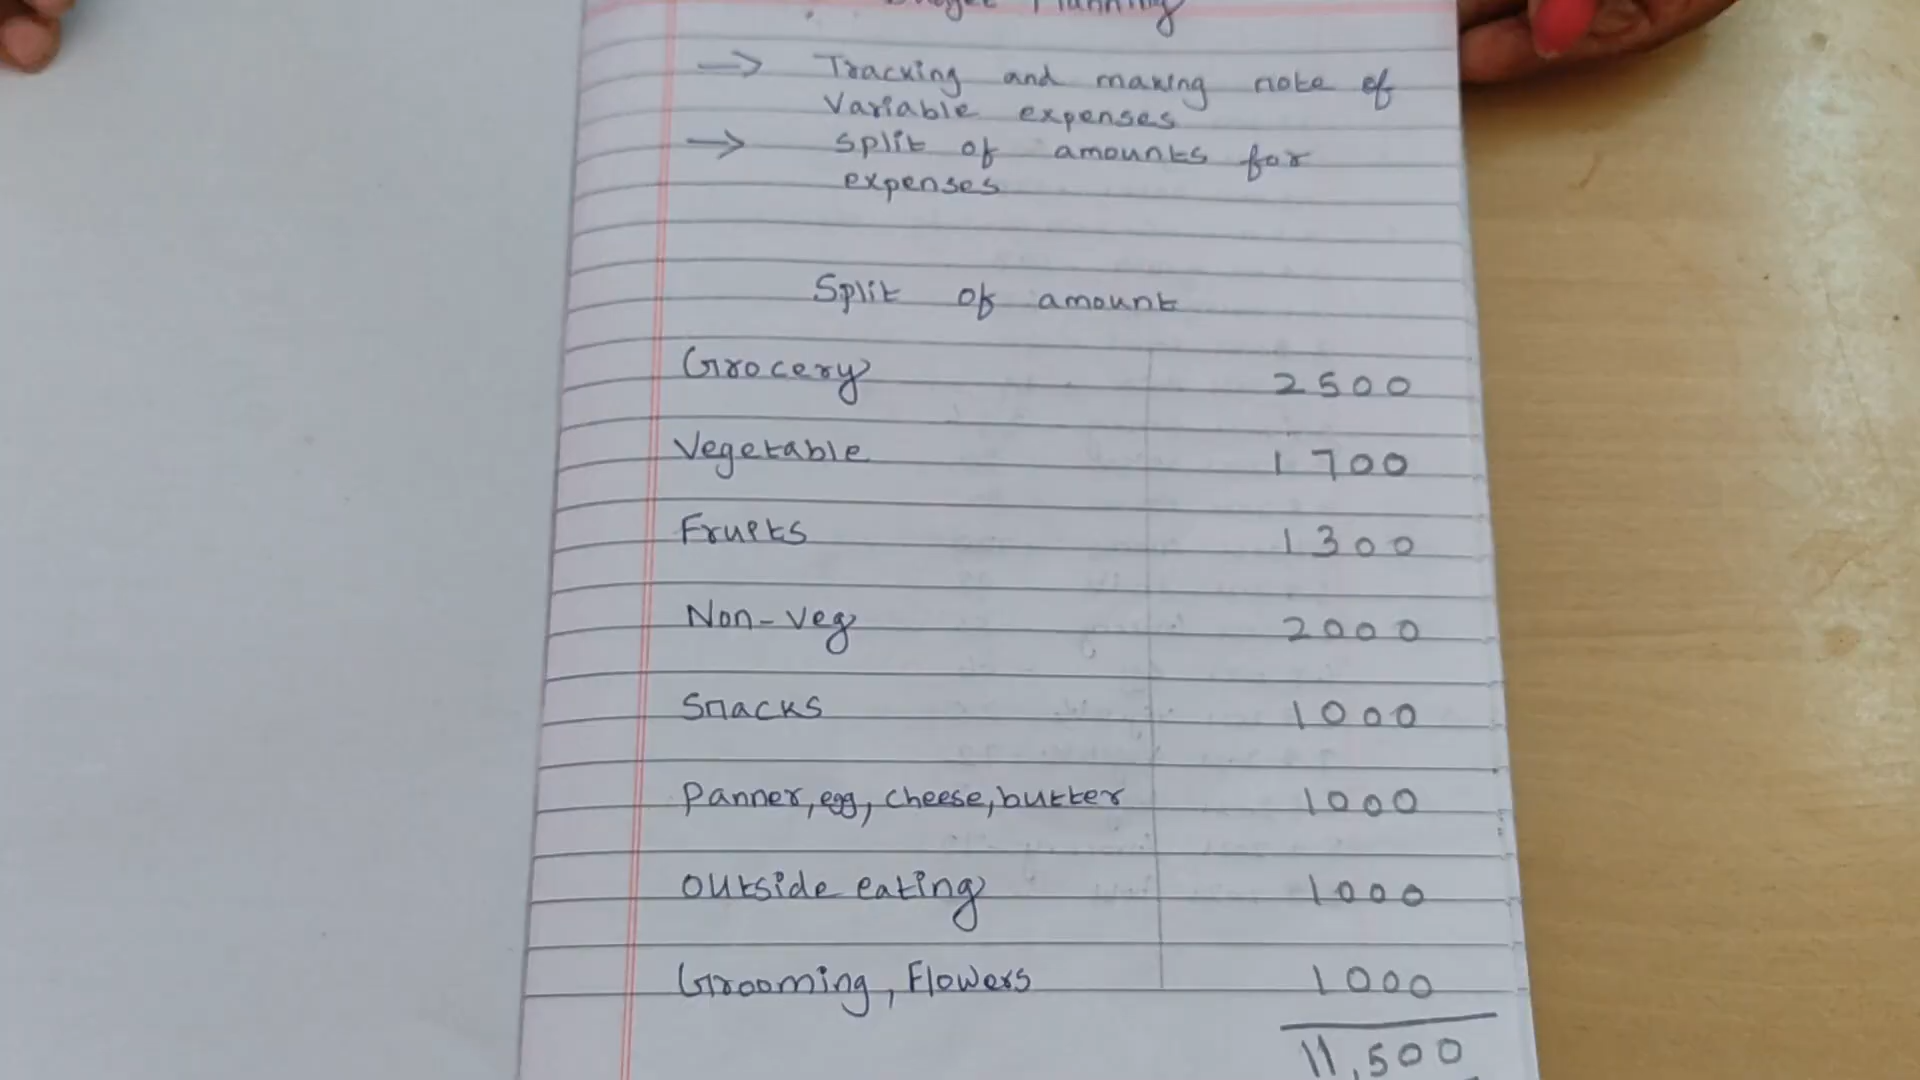 Budget Planning
→ Tracking and making note of
variable expenses
→ split of amounts for
expenses
Split of amount
Grocery 2500
Vegetable 1700
Fruits 1300
Non-veg 2000
Snacks 1000
Panner, egg, cheese, butter 1000
Outside eating 1000
Grooming, Flowers 1000
11,500